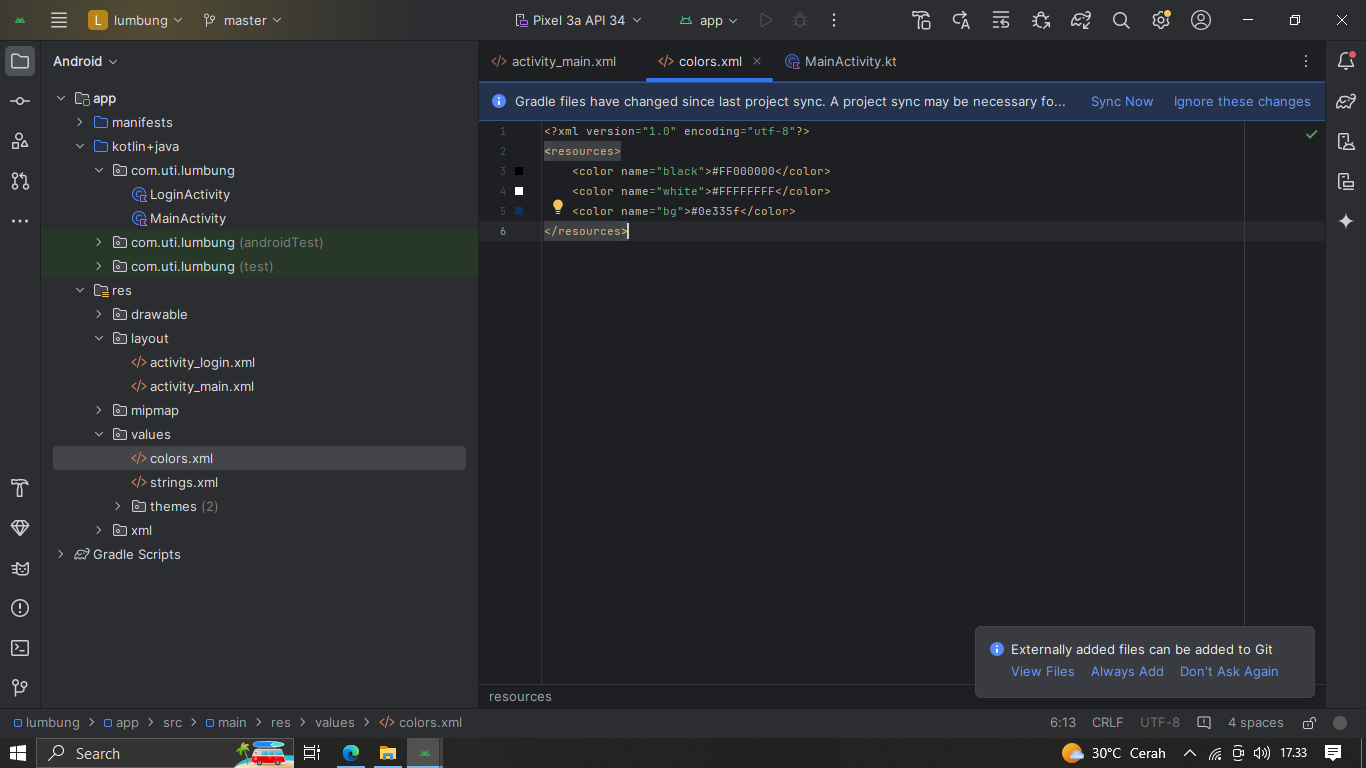 L lumbung master Pixel 3a API 34 app
Android
activity_main.xml colors.xml MainActivity.kt
Gradle files have changed since last project sync. A project sync may be necessary fo... Sync Now Ignore these changes
app
manifests
kotlin+java
com.uti.lumbung
LoginActivity
MainActivity
com.uti.lumbung (androidTest)
com.uti.lumbung (test)
res
drawable
layout
activity_login.xml
activity_main.xml
mipmap
values
colors.xml
strings.xml
themes (2)
xml
Gradle Scripts
1 <?xml version="1.0" encoding="utf-8"?>
2 <resources>
3 <color name="black">#FF000000</color>
4 <color name="white">#FFFFFFFF</color>
5 <color name="bg">#0e335f</color>
6 </resources>
Externally added files can be added to Git
View Files Always Add Don't Ask Again
resources
lumbung > app > src > main > res > values > colors.xml 6:13 CRLF UTF-8 4 spaces
Search 30°C Cerah 17.33